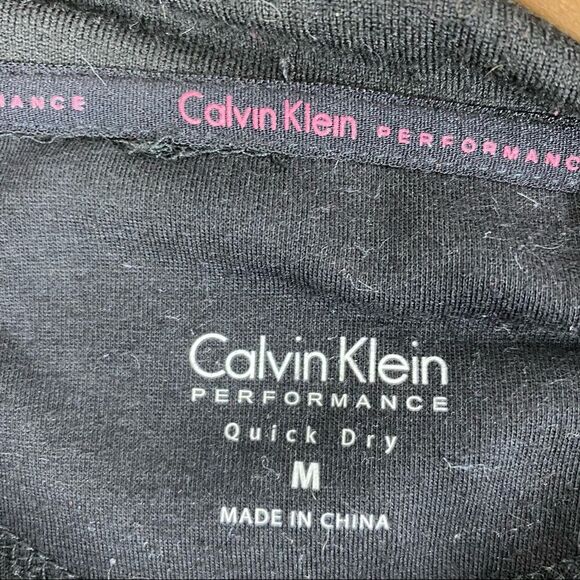 MANCE Calvin Klein PERFORMANC
Calvin Klein
PERFORMANCE
Quick Dry
M
MADE IN CHINA